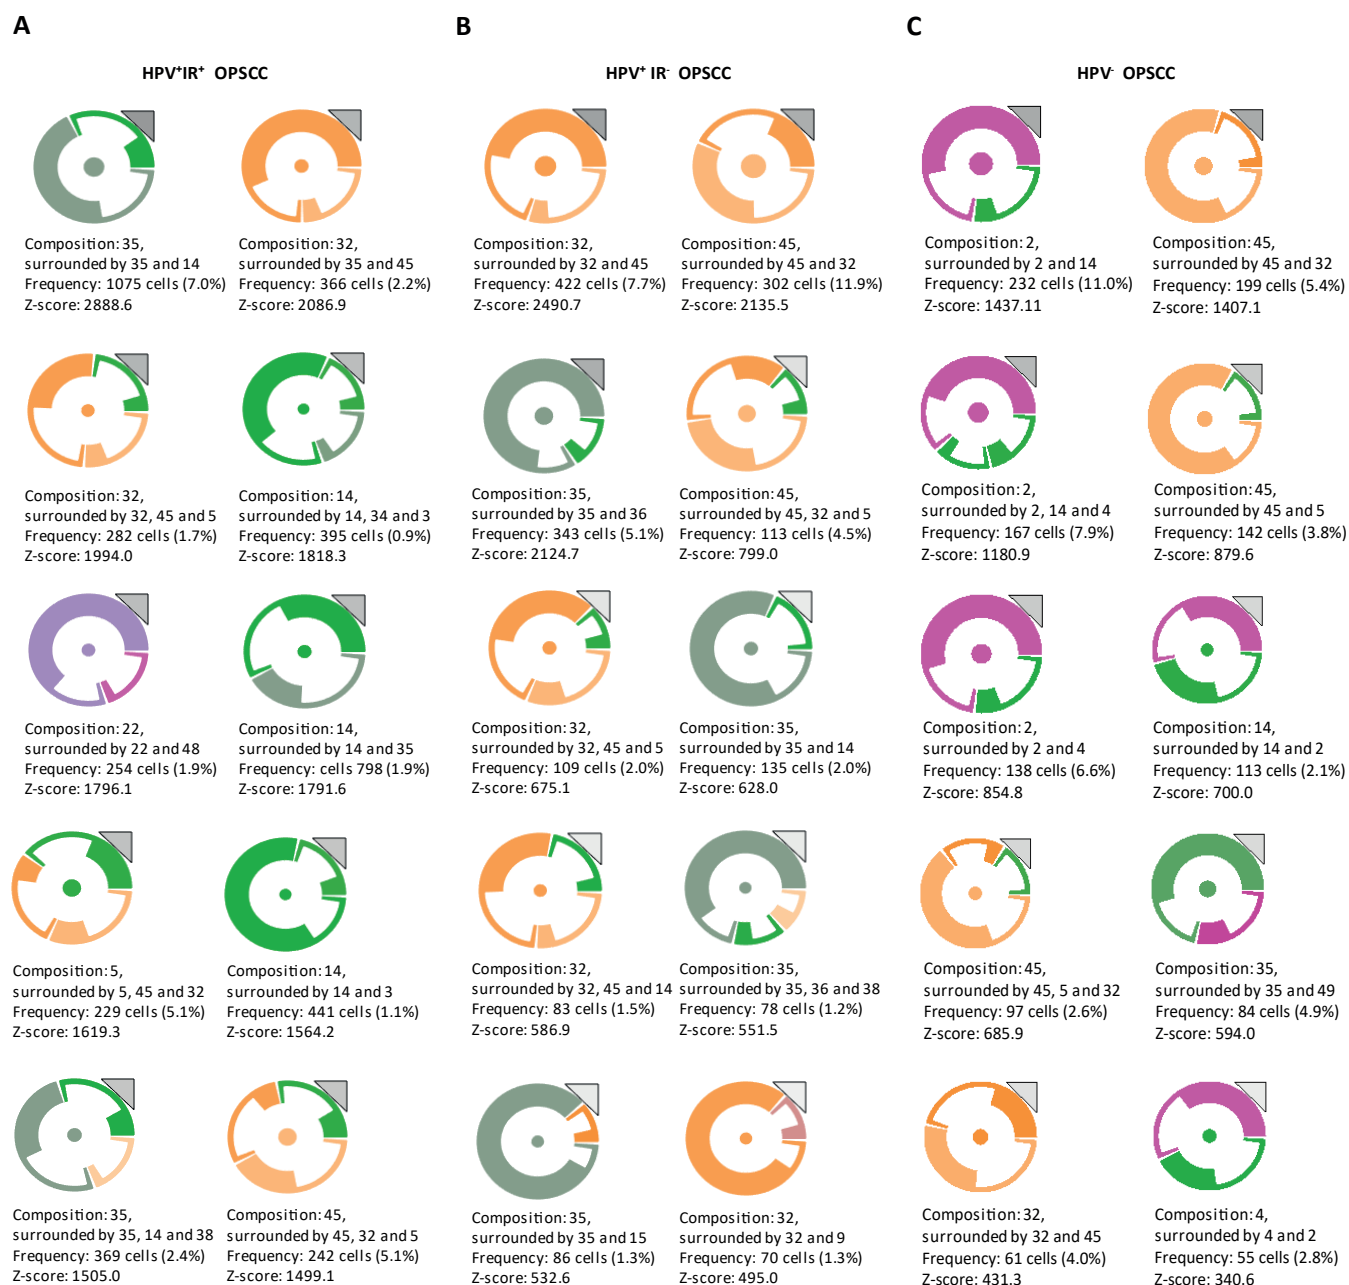 A
B
C
HPV+IR+ OPSCC
HPV+ IR- OPSCC
HPV- OPSCC
Composition: 35,
surrounded by 35 and 14
Frequency: 1075 cells (7.0%)
Z-score: 2888.6
Composition: 32,
surrounded by 35 and 45
Frequency: 366 cells (2.2%)
Z-score: 2086.9
Composition: 32,
surrounded by 32 and 45
Frequency: 422 cells (7.7%)
Z-score: 2490.7
Composition: 45,
surrounded by 45 and 32
Frequency: 302 cells (11.9%)
Z-score: 2135.5
Composition: 2,
surrounded by 2 and 14
Frequency: 232 cells (11.0%)
Z-score: 1437.11
Composition: 45,
surrounded by 45 and 32
Frequency: 199 cells (5.4%)
Z-score: 1407.1
Composition: 32,
surrounded by 32, 45 and 5
Frequency: 282 cells (1.7%)
Z-score: 1994.0
Composition: 14,
surrounded by 14, 34 and 3
Frequency: 395 cells (0.9%)
Z-score: 1818.3
Composition: 35,
surrounded by 35 and 36
Frequency: 343 cells (5.1%)
Z-score: 2124.7
Composition: 45,
surrounded by 45, 32 and 5
Frequency: 113 cells (4.5%)
Z-score: 799.0
Composition: 2,
surrounded by 2, 14 and 4
Frequency: 167 cells (7.9%)
Z-score: 1180.9
Composition: 45,
surrounded by 45 and 5
Frequency: 142 cells (3.8%)
Z-score: 879.6
Composition: 22,
surrounded by 22 and 48
Frequency: 254 cells (1.9%)
Z-score: 1796.1
Composition: 14,
surrounded by 14 and 35
Frequency: cells 798 (1.9%)
Z-score: 1791.6
Composition: 32,
surrounded by 32, 45 and 5
Frequency: 109 cells (2.0%)
Z-score: 675.1
Composition: 35,
surrounded by 35 and 14
Frequency: 135 cells (2.0%)
Z-score: 628.0
Composition: 2,
surrounded by 2 and 4
Frequency: 138 cells (6.6%)
Z-score: 854.8
Composition: 14,
surrounded by 14 and 2
Frequency: 113 cells (2.1%)
Z-score: 700.0
Composition: 5,
surrounded by 5, 45 and 32
Frequency: 229 cells (5.1%)
Z-score: 1619.3
Composition: 14,
surrounded by 14 and 3
Frequency: 441 cells (1.1%)
Z-score: 1564.2
Composition: 32,
surrounded by 32, 45 and 14
Frequency: 83 cells (1.5%)
Z-score: 586.9
Composition: 35,
surrounded by 35, 36 and 38
Frequency: 78 cells (1.2%)
Z-score: 551.5
Composition: 45,
surrounded by 45, 5 and 32
Frequency: 97 cells (2.6%)
Z-score: 685.9
Composition: 35,
surrounded by 35 and 49
Frequency: 84 cells (4.9%)
Z-score: 594.0
Composition: 35,
surrounded by 35, 14 and 38
Frequency: 369 cells (2.4%)
Z-score: 1505.0
Composition: 45,
surrounded by 45, 32 and 5
Frequency: 242 cells (5.1%)
Z-score: 1499.1
Composition: 35,
surrounded by 35 and 15
Frequency: 86 cells (1.3%)
Z-score: 532.6
Composition: 32,
surrounded by 32 and 9
Frequency: 70 cells (1.3%)
Z-score: 495.0
Composition: 32,
surrounded by 32 and 45
Frequency: 61 cells (4.0%)
Z-score: 431.3
Composition: 4,
surrounded by 4 and 2
Frequency: 55 cells (2.8%)
Z-score: 340.6